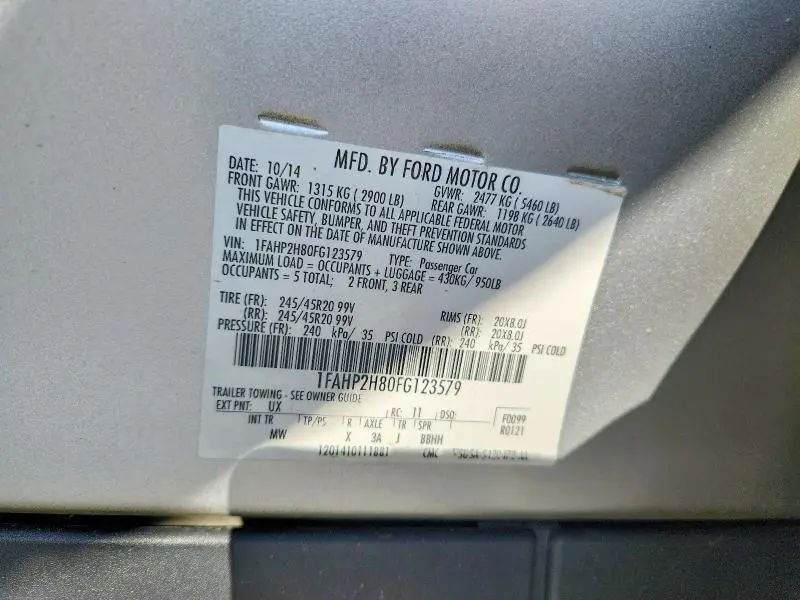 MFD. BY FORD MOTOR CO.
DATE: 10/14 GVWR: 2477 KG ( 5460 LB)
FRONT GAWR: 1315 KG ( 2900 LB) REAR GAWR: 1198 KG ( 2640 LB)
THIS VEHICLE CONFORMS TO ALL APPLICABLE FEDERAL MOTOR
VEHICLE SAFETY, BUMPER, AND THEFT PREVENTION STANDARDS
IN EFFECT ON THE DATE OF MANUFACTURE SHOWN ABOVE.
VIN: 1FAHP2H80FG123579 TYPE: Passenger Car
MAXIMUM LOAD = OCCUPANTS + LUGGAGE = 430KG/ 950LB
OCCUPANTS = 5 TOTAL; 2 FRONT, 3 REAR
TIRE (FR): 245/45R20 99V RIMS (FR): 20X8.0J
(RR): 245/45R20 99V (RR): 20X8.0J
PRESSURE (FR): 240 kPa/ 35 PSI COLD (RR): 240 kPa/ 35 PSI COLD
1FAHP2H80FG123579
TRAILER TOWING - SEE OWNER GUIDE
EXT PNT: UX RC: 11 DSO: F0099
INT TR TP/PS R AXLE TR SPR R0121
MW X 3A J BBHH
1201410111881 CMC